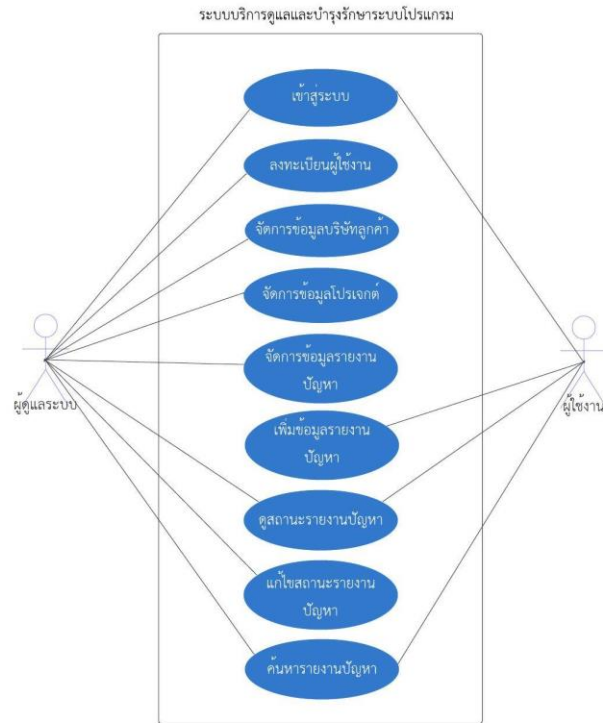 ระบบบริการดูแลและบำรุงรักษาระบบโปรแกรม
เข้าสู่ระบบ
ลงทะเบียนผู้ใช้งาน
จัดการข้อมูลบริษัทลูกค้า
จัดการข้อมูลโปรเจกต์
จัดการข้อมูลรายงาน
ปัญหา
ผู้ดูแลระบบ
ผู้ใช้งาน
เพิ่มข้อมูลรายงาน
ปัญหา
ดูสถานะรายงานปัญหา
แก้ไขสถานะรายงาน
ปัญหา
ค้นหารายงานปัญหา